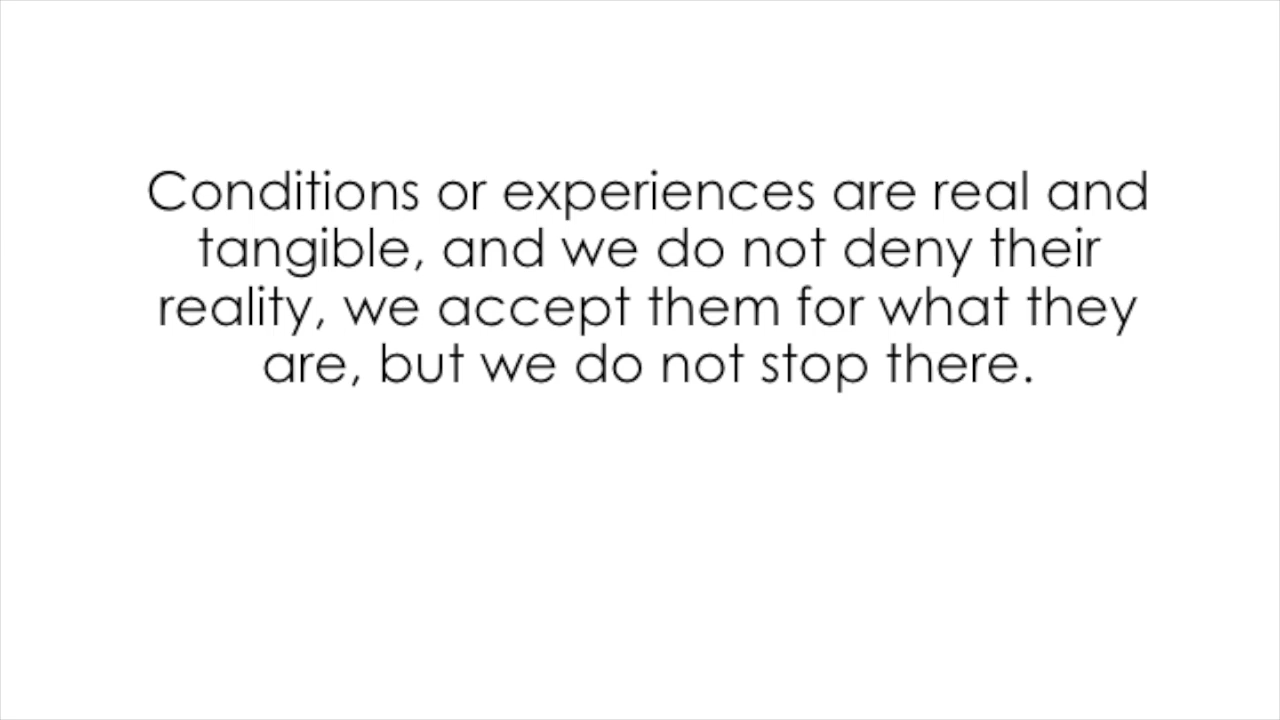 Conditions or experiences are real and
tangible, and we do not deny their
reality, we accept them for what they
are, but we do not stop there.